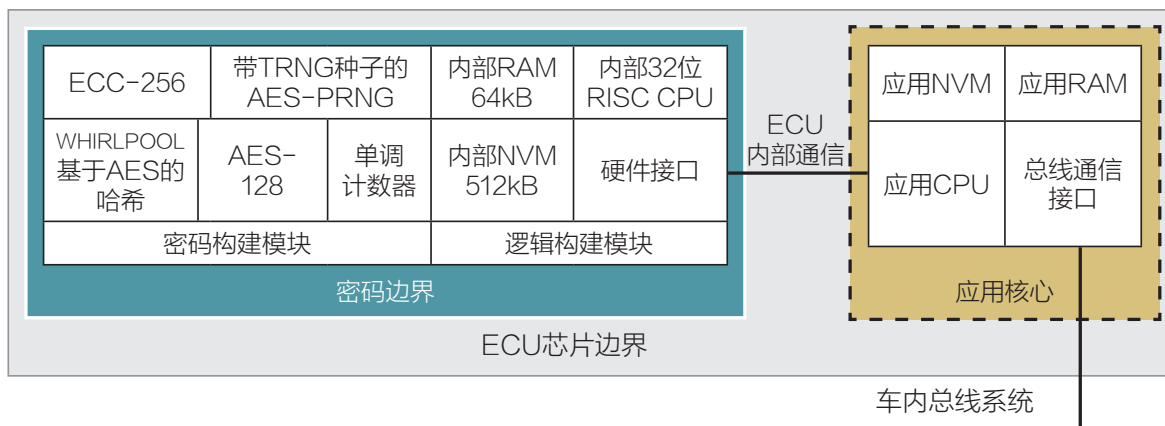 ECC-256
带TRNG种子的
AES-PRNG
内部RAM
64kB
内部32位
RISC CPU
WHIRLPOOL
基于AES的
哈希
AES-
128
单调
计数器
内部NVM
512kB
硬件接口
密码构建模块
逻辑构建模块
密码边界
ECU
内部通信
应用NVM
应用RAM
应用CPU
总线通信
接口
应用核心
ECU芯片边界
车内总线系统